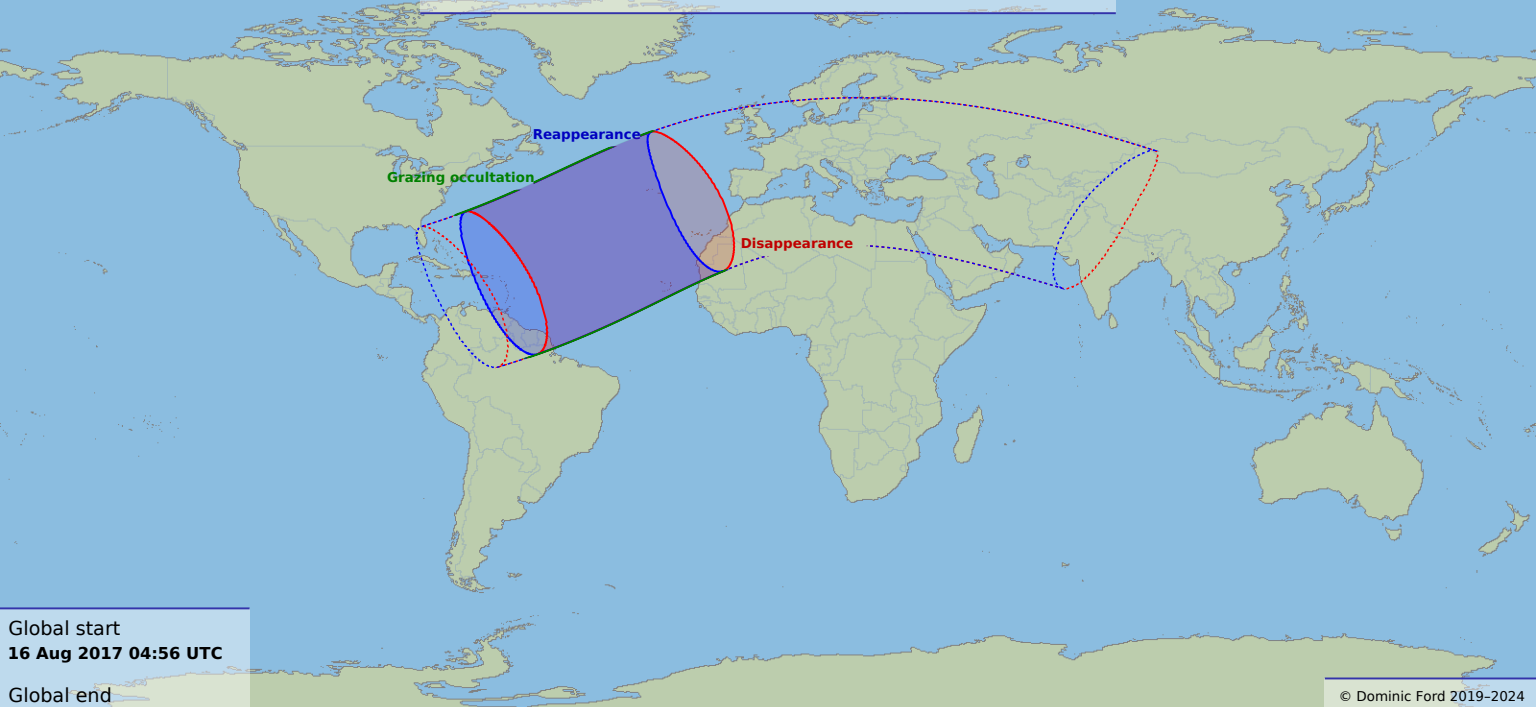 Reappearance
Grazing occultation
Disappearance
Global start
16 Aug 2017 04:56 UTC
Global end
© Dominic Ford 2019–2024